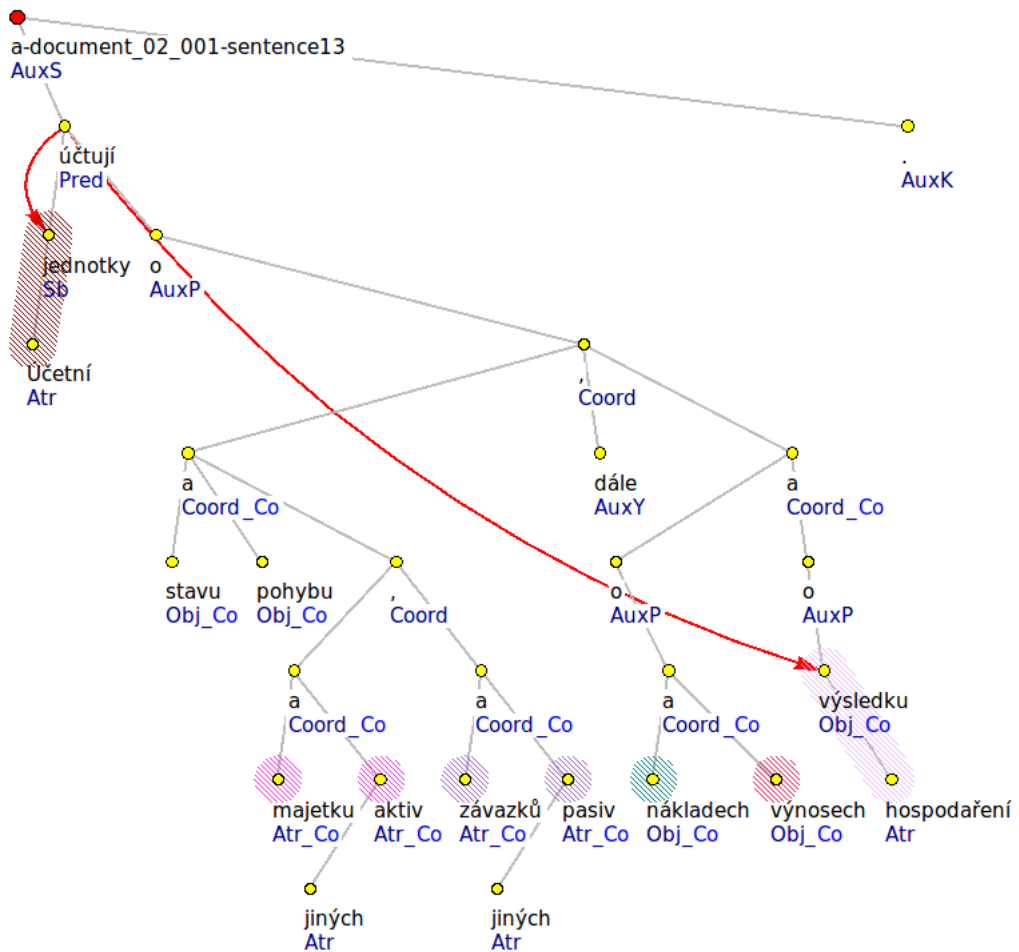 a-document_02_001-sentence13
AuxS
účtují
Pred
.
AuxK
jednotky
Sb
o
AuxP
Účetní
Atr
,
Coord
a
Coord_Co
dále
AuxY
a
Coord_Co
stavu
Obj_Co
pohybu
Obj_Co
,
Coord
o
AuxP
o
AuxP
a
Coord_Co
a
Coord_Co
a
Coord_Co
výsledku
Obj_Co
majetku
Atr_Co
aktiv
Atr_Co
závazků
Atr_Co
pasiv
Atr_Co
nákladech
Obj_Co
výnosech
Obj_Co
hospodaření
Atr
jiných
Atr
jiných
Atr